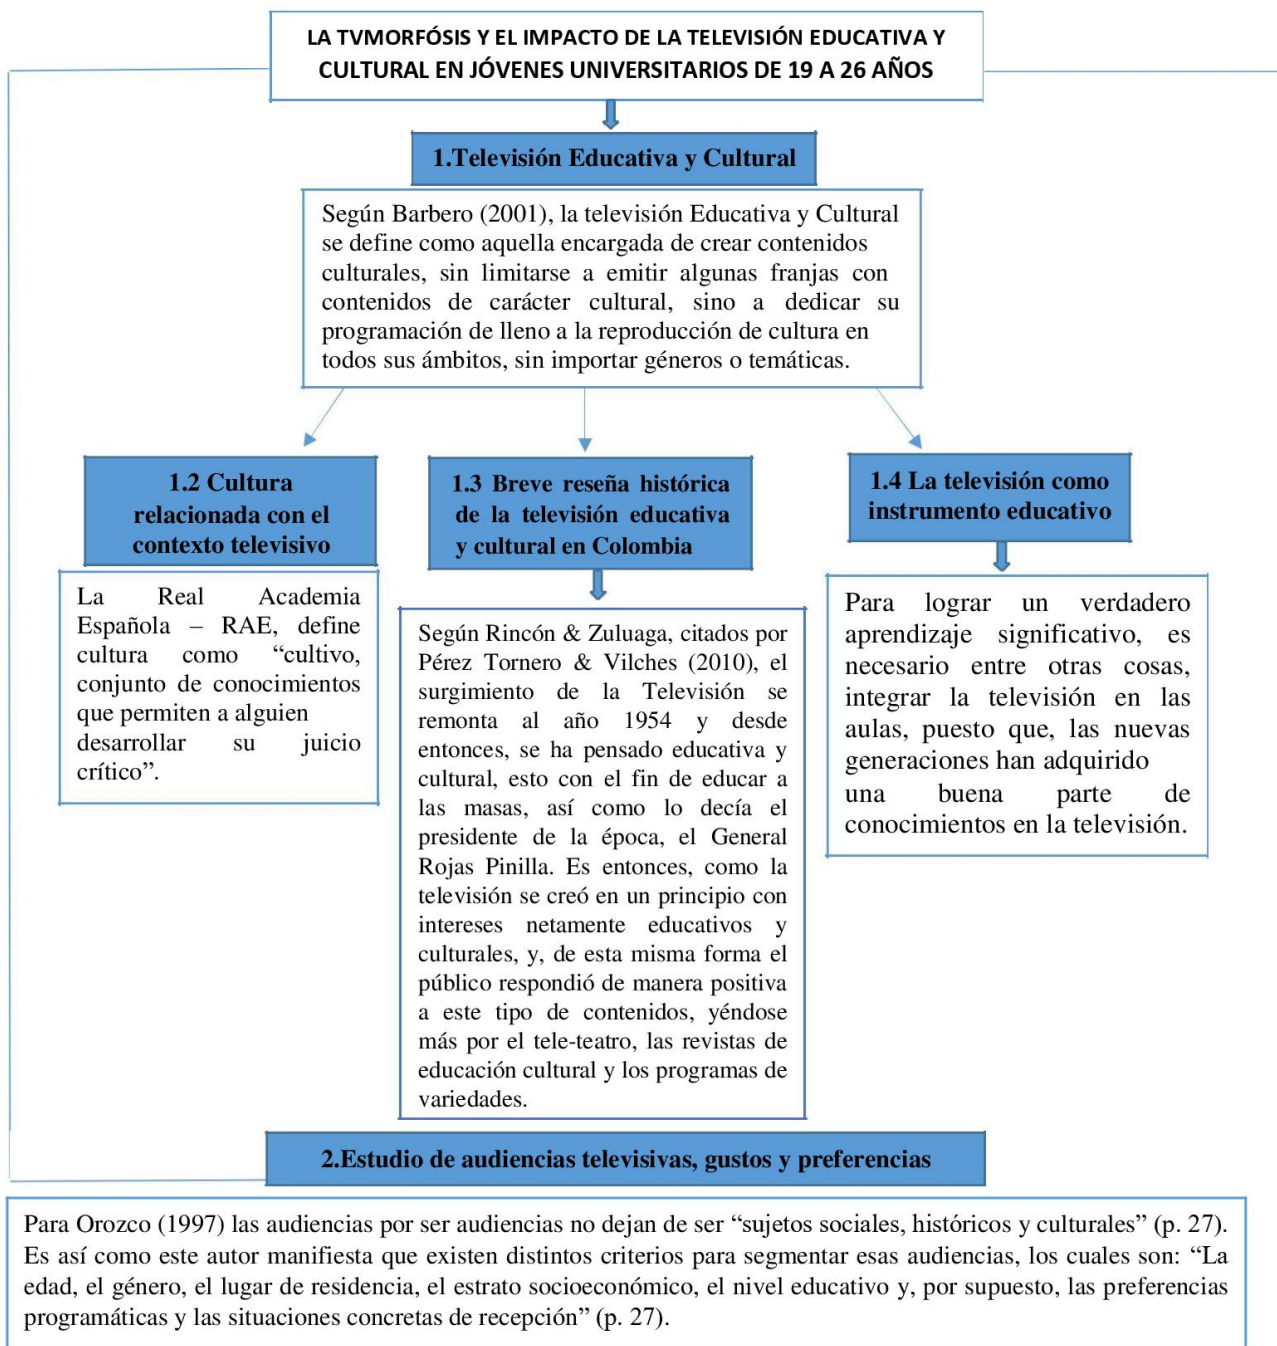 LA TVMORFÓSIS Y EL IMPACTO DE LA TELEVISIÓN EDUCATIVA Y
CULTURAL EN JÓVENES UNIVERSITARIOS DE 19 A 26 AÑOS
1.Televisión Educativa y Cultural
Según Barbero (2001), la televisión Educativa y Cultural
se define como aquella encargada de crear contenidos
culturales, sin limitarse a emitir algunas franjas con
contenidos de carácter cultural, sino a dedicar su
programación de lleno a la reproducción de cultura en
todos sus ámbitos, sin importar géneros o temáticas.
1.2 Cultura
relacionada con el
contexto televisivo
La Real Academia
Española – RAE, define
cultura como “cultivo,
conjunto de conocimientos
que permiten a alguien
desarrollar su juicio
crítico”.
1.3 Breve reseña histórica
de la televisión educativa
y cultural en Colombia
Según Rincón & Zuluaga, citados por
Pérez Tornero & Vilches (2010), el
surgimiento de la Televisión se
remonta al año 1954 y desde
entonces, se ha pensado educativa y
cultural, esto con el fin de educar a
las masas, así como lo decía el
presidente de la época, el General
Rojas Pinilla. Es entonces, como la
televisión se creó en un principio con
intereses netamente educativos y
culturales, y, de esta misma forma el
público respondió de manera positiva
a este tipo de contenidos, yéndose
más por el tele-teatro, las revistas de
educación cultural y los programas de
variedades.
1.4 La televisión como
instrumento educativo
Para lograr un verdadero
aprendizaje significativo, es
necesario entre otras cosas,
integrar la televisión en las
aulas, puesto que, las nuevas
generaciones han adquirido
una buena parte de
conocimientos en la televisión.
2.Estudio de audiencias televisivas, gustos y preferencias
Para Orozco (1997) las audiencias por ser audiencias no dejan de ser “sujetos sociales, históricos y culturales” (p. 27).
Es así como este autor manifiesta que existen distintos criterios para segmentar esas audiencias, los cuales son: “La
edad, el género, el lugar de residencia, el estrato socioeconómico, el nivel educativo y, por supuesto, las preferencias
programáticas y las situaciones concretas de recepción” (p. 27).